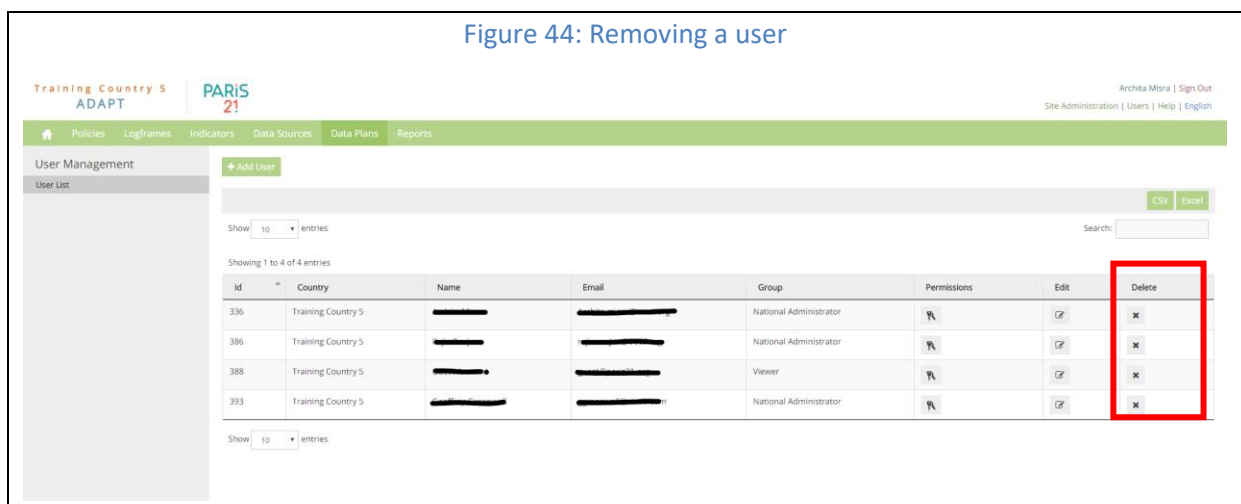 Figure 44: Removing a user
Training Country 5
ADAPT
PARiS
21
Archita Misra | Sign Out
Site Administration | Users | Help | English
Policies Logframes Indicators Data Sources Data Plans Reports
User Management
User List
+ Add User
CSV Excel
Show 10 entries
Search:
Showing 1 to 4 of 4 entries
Id Country Name Email Group Permissions Edit Delete
336 Training Country 5 National Administrator
386 Training Country 5 National Administrator
388 Training Country 5 Viewer
393 Training Country 5 National Administrator
Show 10 entries